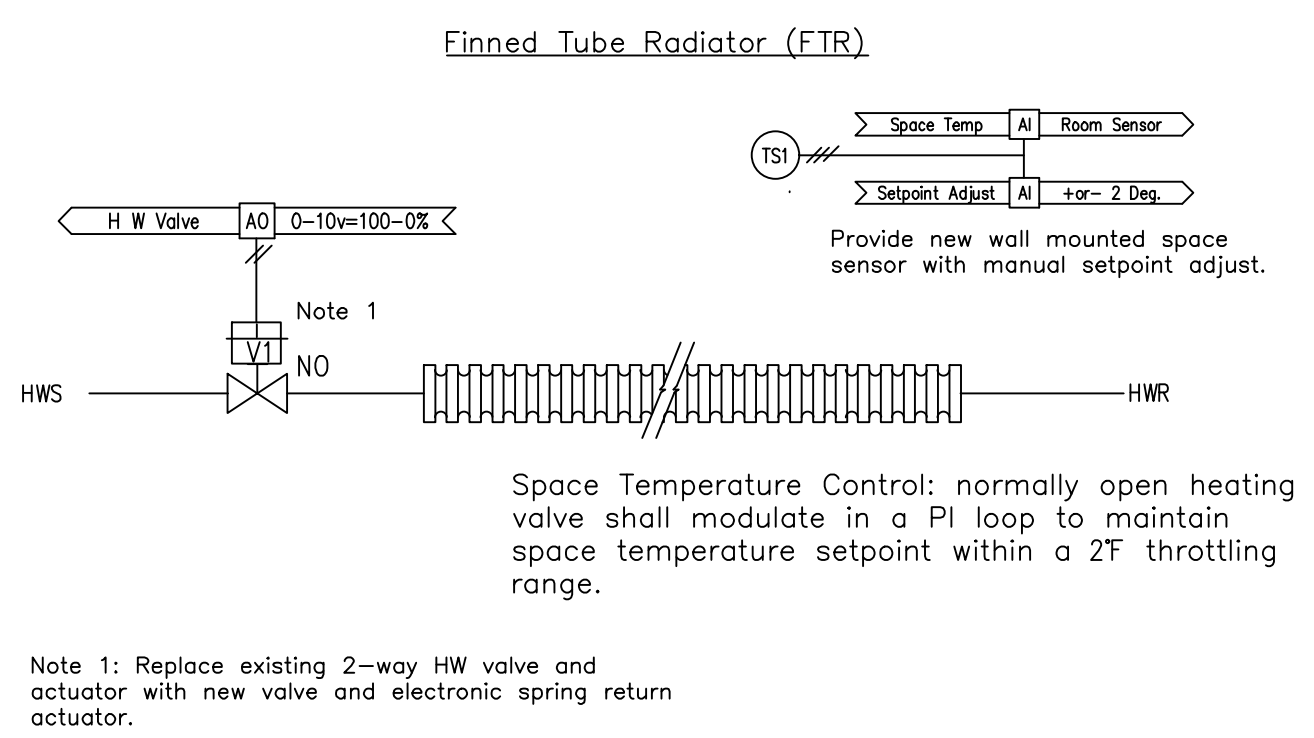 Finned Tube Radiator (FTR)
Space Temp AI Room Sensor
TS1
Setpoint Adjust AI +or- 2 Deg.
H W Valve AO 0-10v=100-0%
Provide new wall mounted space
sensor with manual setpoint adjust.
Note 1
V1
NO
HWS
HWR
Space Temperature Control: normally open heating
valve shall modulate in a PI loop to maintain
space temperature setpoint within a 2°F throttling
range.
Note 1: Replace existing 2-way HW valve and
actuator with new valve and electronic spring return
actuator.